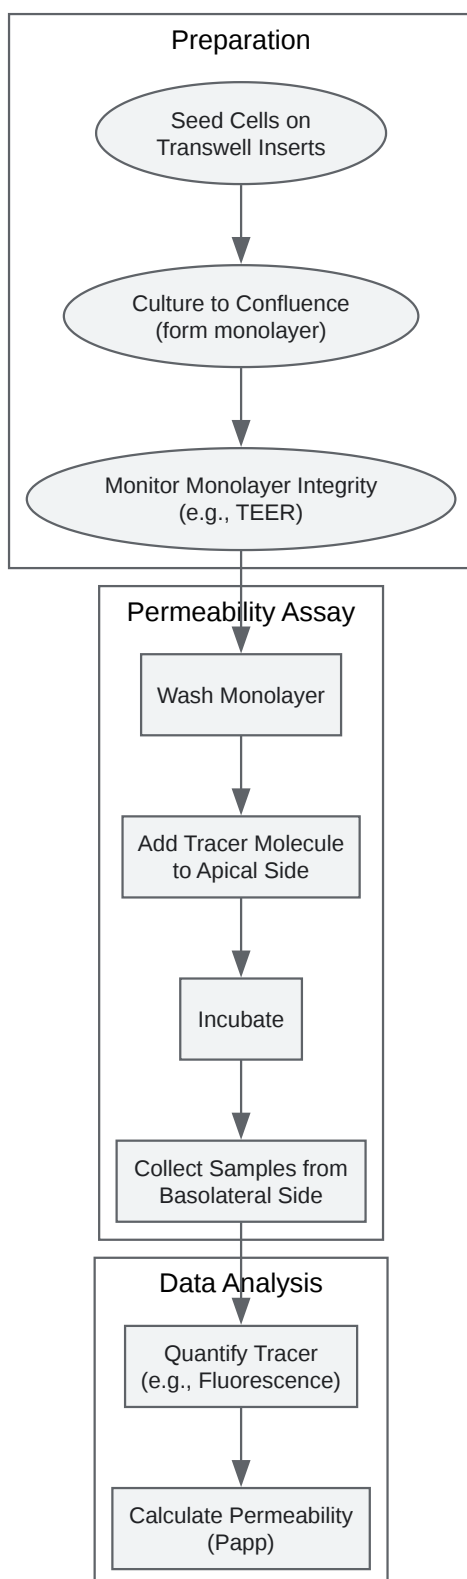 Preparation
Seed Cells on
Transwell Inserts
Culture to Confluence
(form monolayer)
Monitor Monolayer Integrity
(e.g., TEER)
Permeability Assay
Wash Monolayer
Add Tracer Molecule
to Apical Side
Incubate
Collect Samples from
Basolateral Side
Data Analysis
Quantify Tracer
(e.g., Fluorescence)
Calculate Permeability
(Papp)